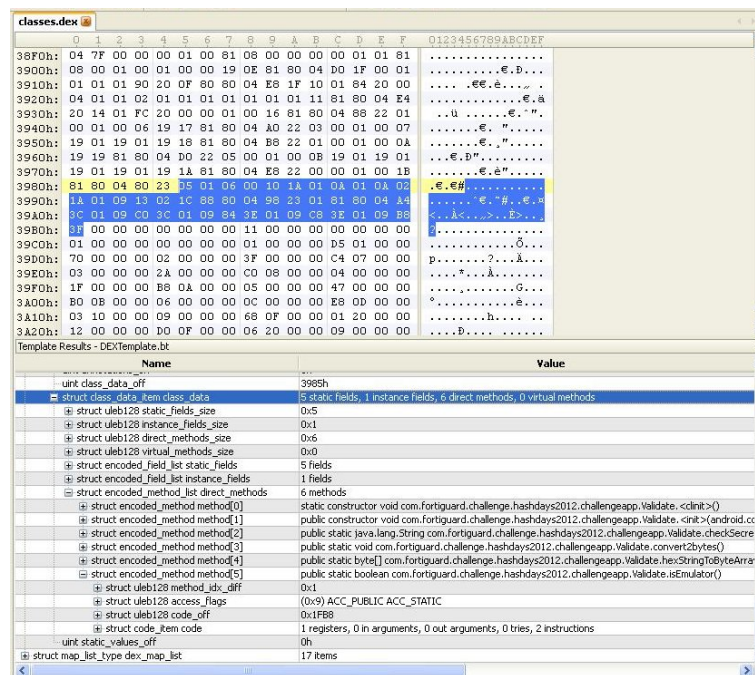 classes.dex
0 1 2 3 4 5 6 7 8 9 A B C D E F 0123456789ABCDEF
38F0h: 04 7F 00 00 00 01 00 81 08 00 00 00 00 01 01 81 ................
3900h: 08 00 01 00 01 00 00 19 0E 81 80 04 D0 1F 00 01 ..........€.Ð...
3910h: 01 01 01 90 20 0F 80 80 04 E8 1F 10 01 84 20 00 .... .€€.è...„ .
3920h: 04 01 01 02 01 01 01 01 01 01 01 11 81 80 04 E4 .............€.ä
3930h: 20 14 01 FC 20 00 00 01 00 16 81 80 04 88 22 01 ..ü .......€.ˆ".
3940h: 00 01 00 06 19 17 81 80 04 A0 22 03 00 01 00 07 .......€. ".....
3950h: 19 01 19 01 19 18 81 80 04 B8 22 01 00 01 00 0A .......€.¸".....
3960h: 19 19 81 80 04 D0 22 05 00 01 00 0B 19 01 19 01 ...€.Ð".........
3970h: 19 01 19 01 19 1A 81 80 04 E8 22 00 00 01 00 1B .......€.è".....
3980h: 81 80 04 80 23 05 01 06 00 10 1A 01 0A 01 0A 02 .€.€#...........
3990h: 1A 01 09 13 02 1C 88 80 04 98 23 01 81 80 04 A4 ......ˆ€.˜#..€.¤
39A0h: 3C 01 09 C0 3C 01 09 84 3E 01 09 C8 3E 01 09 B8 <..À<..„>..È>..¸
39B0h: 3F 00 00 00 00 00 00 00 11 00 00 00 00 00 00 00 ?...............
39C0h: 01 00 00 00 00 00 00 00 01 00 00 00 D5 01 00 00 ............Õ...
39D0h: 70 00 00 00 02 00 00 00 3F 00 00 00 C4 07 00 00 p.......?...Ä...
39E0h: 03 00 00 00 2A 00 00 00 C0 08 00 00 04 00 00 00 ....*...À.......
39F0h: 1F 00 00 00 B8 0A 00 00 05 00 00 00 47 00 00 00 ....¸.......G...
3A00h: B0 0B 00 00 06 00 00 00 0C 00 00 00 E8 0D 00 00 °...........è...
3A10h: 03 10 00 00 09 00 00 00 68 0F 00 00 01 20 00 00 ........h.... ..
3A20h: 12 00 00 00 D0 0F 00 00 06 20 00 00 09 00 00 00 ....Ð.... ......
Template Results - DEXTemplate.bt
Name Value
uint class_data_off 3985h
struct class_data_item class_data 5 static fields, 1 instance fields, 6 direct methods, 0 virtual methods
struct uleb128 static_fields_size 0x5
struct uleb128 instance_fields_size 0x1
struct uleb128 direct_methods_size 0x6
struct uleb128 virtual_methods_size 0x0
struct encoded_field_list static_fields 5 fields
struct encoded_field_list instance_fields 1 fields
struct encoded_method_list direct_methods 6 methods
struct encoded_method method[0] static constructor void com.fortiguard.challenge.hashdays2012.challengeapp.Validate.<clinit>()
struct encoded_method method[1] public constructor void com.fortiguard.challenge.hashdays2012.challengeapp.Validate.<init>(android.co
struct encoded_method method[2] public static java.lang.String com.fortiguard.challenge.hashdays2012.challengeapp.Validate.checkSecre
struct encoded_method method[3] public static void com.fortiguard.challenge.hashdays2012.challengeapp.Validate.convert2bytes()
struct encoded_method method[4] public static byte[] com.fortiguard.challenge.hashdays2012.challengeapp.Validate.hexStringToByteArra
struct encoded_method method[5] public static boolean com.fortiguard.challenge.hashdays2012.challengeapp.Validate.isEmulator()
struct uleb128 method_idx_diff 0x1
struct uleb128 access_flags (0x9) ACC_PUBLIC ACC_STATIC
struct uleb128 code_off 0x1FB8
struct code_item code 1 registers, 0 in arguments, 0 out arguments, 0 tries, 2 instructions
uint static_values_off 0h
struct map_list_type dex_map_list 17 items